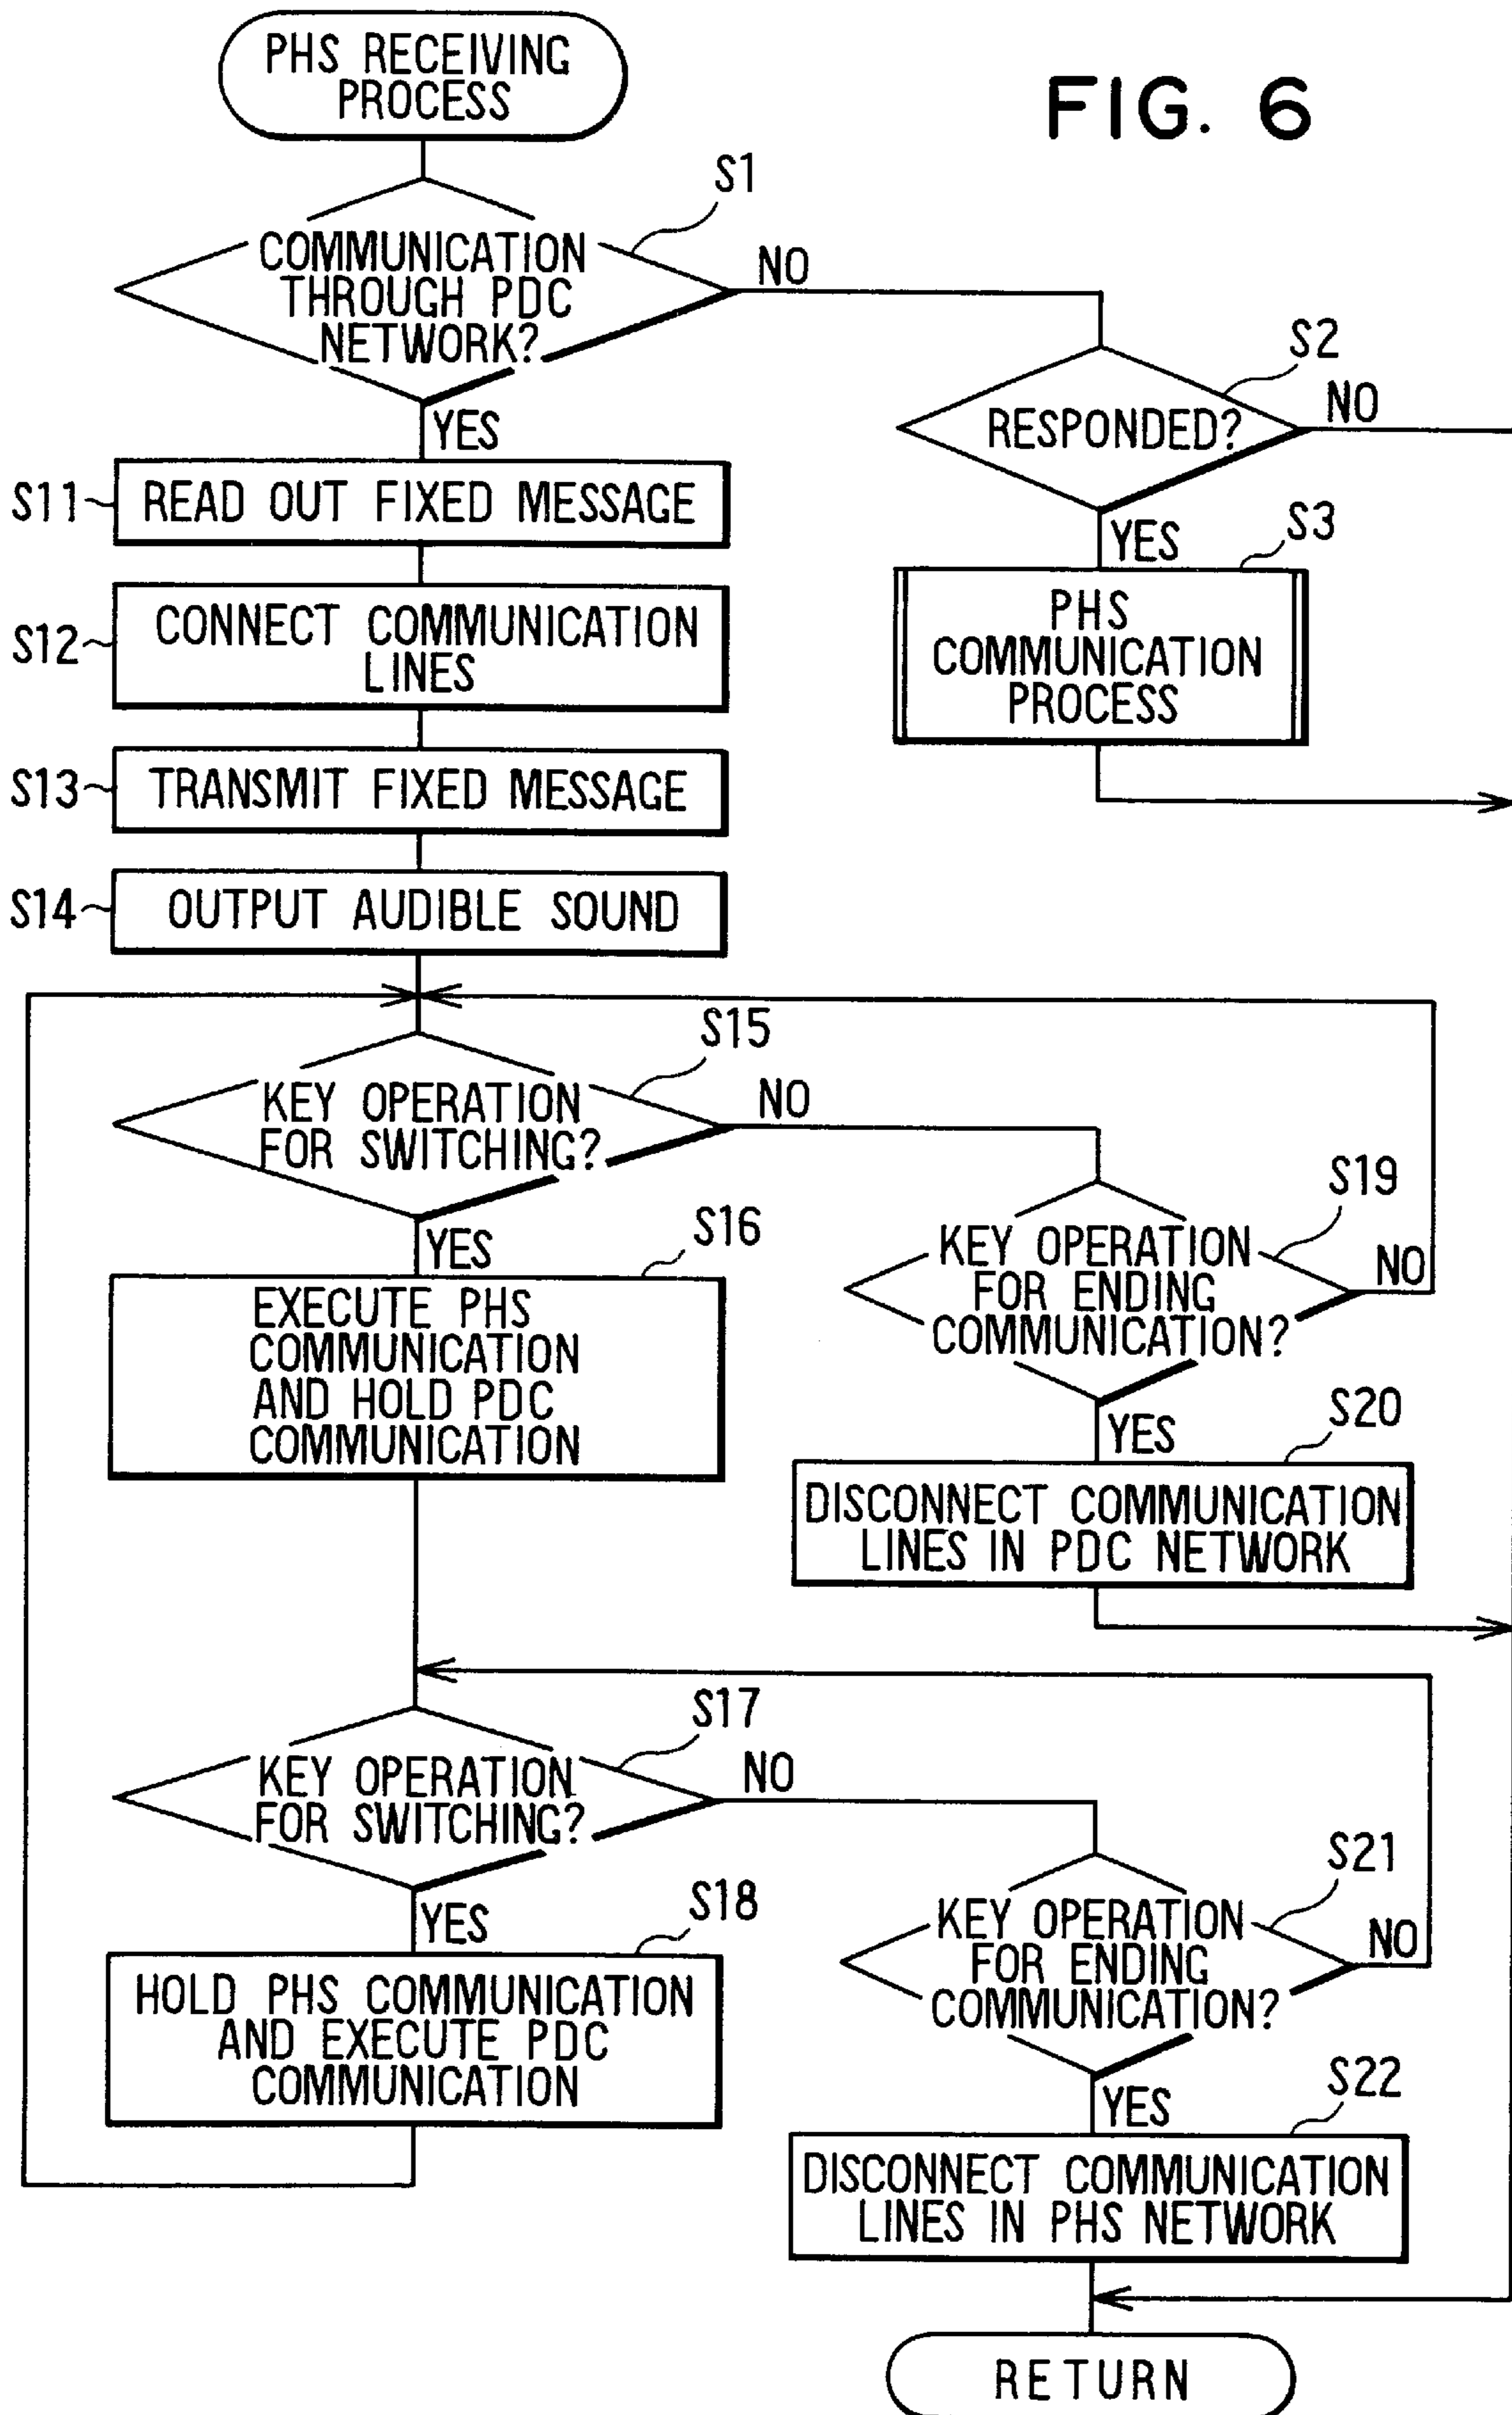 PHS RECEIVING
PROCESS
FIG. 6
S1
COMMUNICATION
THROUGH PDC
NETWORK?
NO
YES
S2
RESPONDED?
NO
YES
S3
PHS
COMMUNICATION
PROCESS
S11
READ OUT FIXED MESSAGE
S12
CONNECT COMMUNICATION
LINES
S13
TRANSMIT FIXED MESSAGE
S14
OUTPUT AUDIBLE SOUND
S15
KEY OPERATION
FOR SWITCHING?
NO
YES
S16
EXECUTE PHS
COMMUNICATION
AND HOLD PDC
COMMUNICATION
S19
KEY OPERATION
FOR ENDING
COMMUNICATION?
NO
YES
S20
DISCONNECT COMMUNICATION
LINES IN PDC NETWORK
S17
KEY OPERATION
FOR SWITCHING?
NO
YES
S18
HOLD PHS COMMUNICATION
AND EXECUTE PDC
COMMUNICATION
S21
KEY OPERATION
FOR ENDING
COMMUNICATION?
NO
YES
S22
DISCONNECT COMMUNICATION
LINES IN PHS NETWORK
RETURN